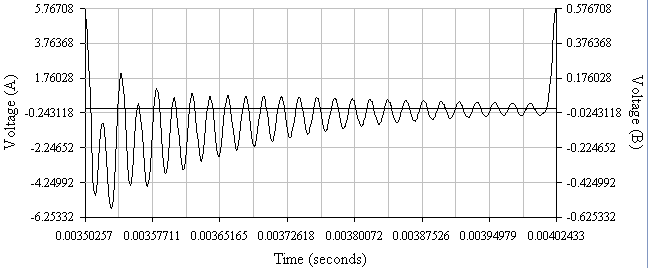 5.76708 0.576708
3.76368 0.376368
1.76028 0.176028
-0.243118 -0.0243118
-2.24652 -0.224652
-4.24992 -0.424992
-6.25332 -0.625332
Voltage (A)
Voltage (B)
0.00350257 0.00357711 0.00365165 0.00372618 0.00380072 0.00387526 0.00394979 0.00402433
Time (seconds)